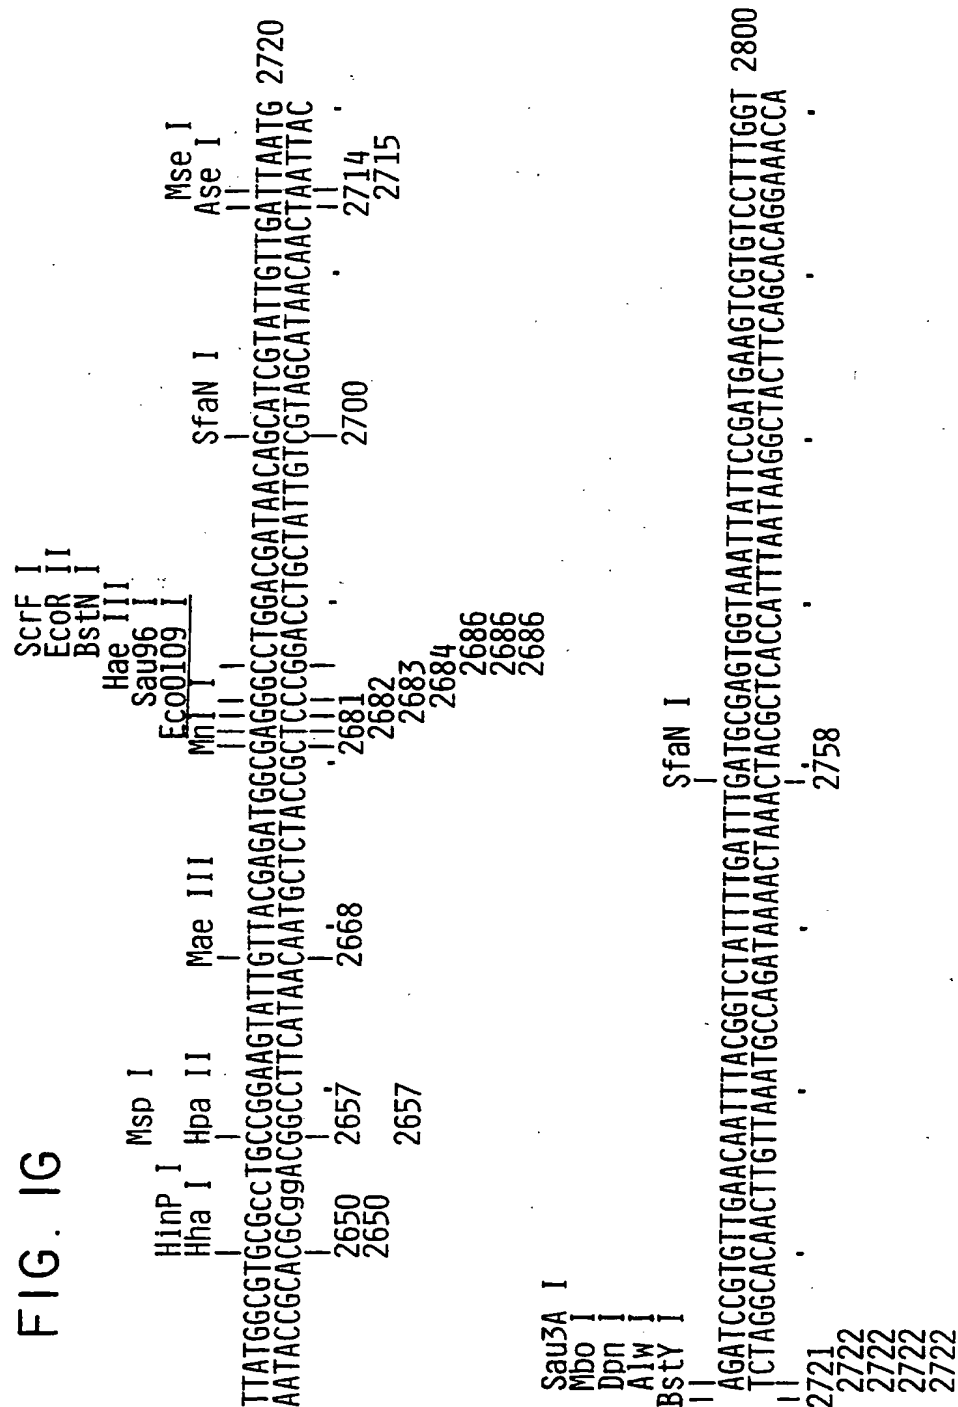 FIG. 1G
ScrF I
EcoR II
BstN I
Hae III
Sau96 I
Msp I
HinP I
EcoO109 I
Mse I
Hha I
Hpa II
Mae III
Mnl I
SfaN I
Ase I
TTATGGCGTGCGccTGCCGGAAGTATTGTTACGAGATGGCGAGGGCCTGGACGATAACAGCATCGTATTGTTGATTAATG 2720
AATACCGCACGCggACGGCCTTCATAACAATGCTCTACCGCTCCCGGACCTGCTATTGTCGTAGCATAACAACTAATTAC
2650 2657 2668 2681 2700 2714
2650 2682 2715
2657 2683
2684
2686
2686
2686
Sau3A I
Mbo I
Dpn I
Alw I
BstY I SfaN I
AGATCCGTGTTGAACAATTTACGGTCTATTTTGATTTGATGCGAGTGGTAAATTATTCCGATGAAGTCGTGTCCTTTGGT 2800
TCTAGGCACAACTTGTTAAATGCCAGATAAAACTAAACTACGCTCACCATTTAATAAGGCTACTTCAGCACAGGAAACCA
2721 2758
2722
2722
2722
2722